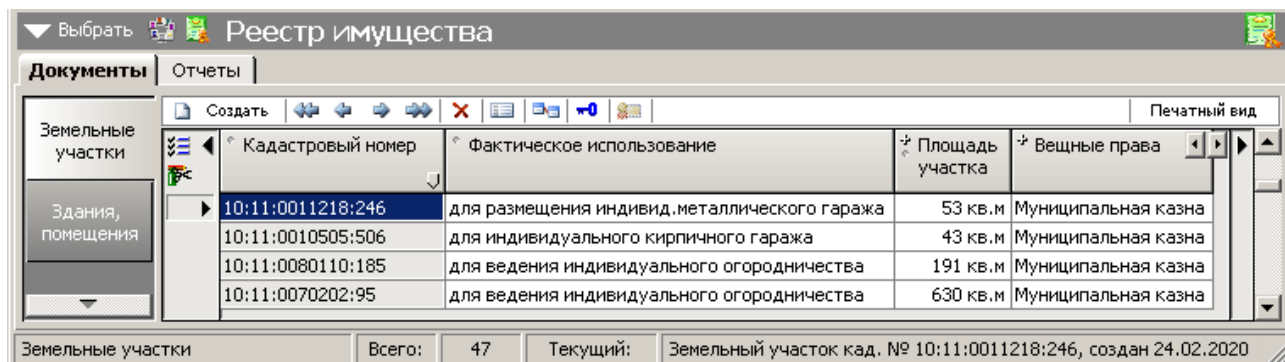 Выбрать Реестр имущества
Документы Отчеты
Создать Печатный вид
Земельные участки
Здания, помещения
Кадастровый номер Фактическое использование Площадь участка Вещные права
10:11:0011218:246 для размещения индивид.металлического гаража 53 кв.м Муниципальная казна
10:11:0010505:506 для индивидуального кирпичного гаража 43 кв.м Муниципальная казна
10:11:0080110:185 для ведения индивидуального огородничества 191 кв.м Муниципальная казна
10:11:0070202:95 для ведения индивидуального огородничества 630 кв.м Муниципальная казна
Земельные участки Всего: 47 Текущий: Земельный участок кад. № 10:11:0011218:246, создан 24.02.2020